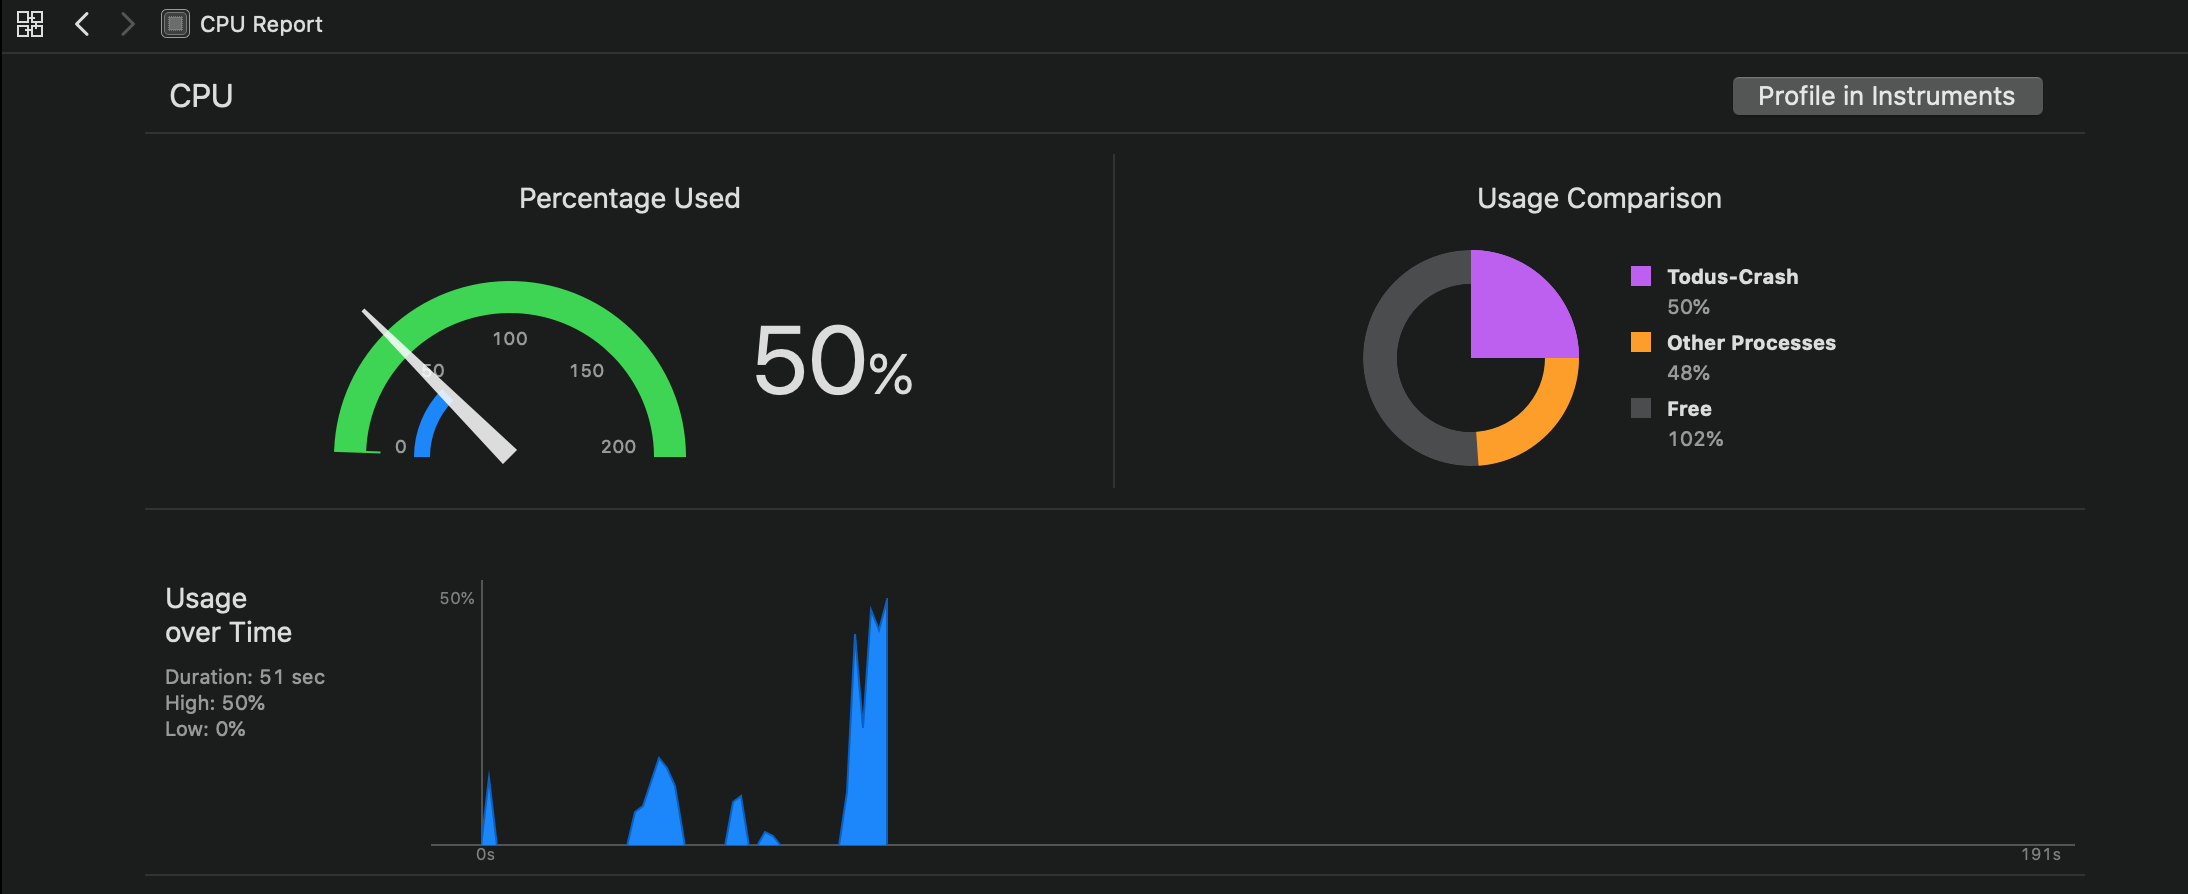 CPU Report
CPU
Profile in Instruments
Percentage Used
0
50
100
150
200
50%
Usage Comparison
Todus-Crash
50%
Other Processes
48%
Free
102%
Usage
over Time
Duration: 51 sec
High: 50%
Low: 0%
50%
0s
191s